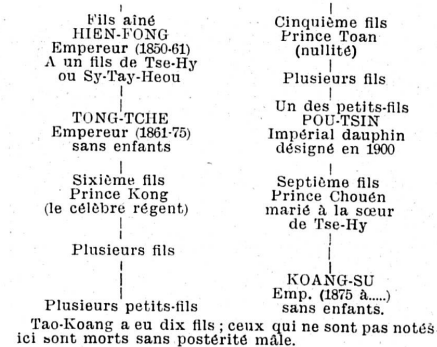 Fils aîné
HIEN-FONG
Empereur (1850-61)
A un fils de Tse-Hy
ou Sy-Tay-Heou
TONG-TCHE
Empereur (1861-75)
sans enfants
Sixième fils
Prince Kong
(le célèbre régent)
Plusieurs fils
Plusieurs petits-fils
Cinquième fils
Prince Toan
(nullité)
Plusieurs fils
Un des petits-fils
POU-TSIN
Impérial dauphin
désigné en 1900
Septième fils
Prince Chouén
marié à la sœur
de Tse-Hy
KOANG-SU
Emp. (1875 à.....)
sans enfants.
Tao-Koang a eu dix fils ; ceux qui ne sont pas notés
ici sont morts sans postérité mâle.